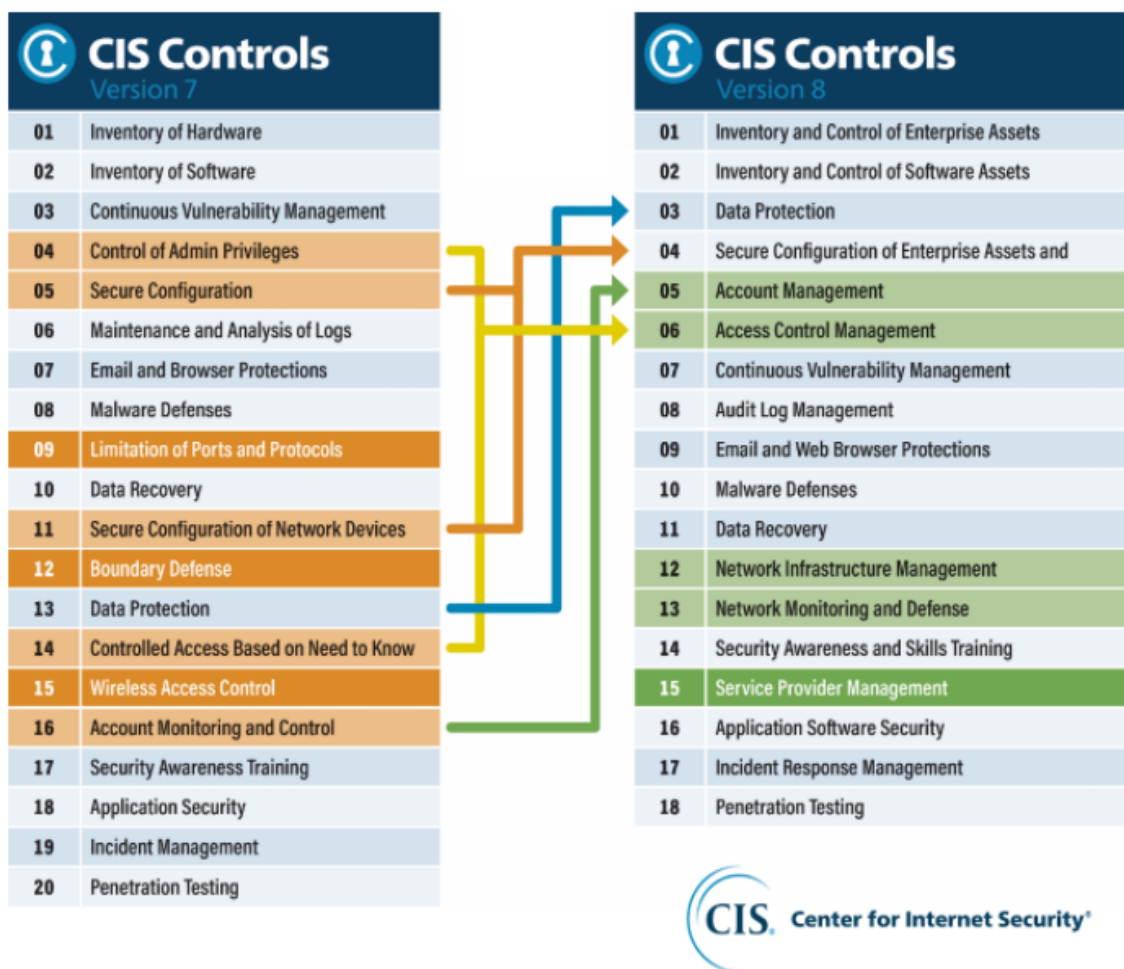 CIS Controls
Version 7
01 Inventory of Hardware
02 Inventory of Software
03 Continuous Vulnerability Management
04 Control of Admin Privileges
05 Secure Configuration
06 Maintenance and Analysis of Logs
07 Email and Browser Protections
08 Malware Defenses
09 Limitation of Ports and Protocols
10 Data Recovery
11 Secure Configuration of Network Devices
12 Boundary Defense
13 Data Protection
14 Controlled Access Based on Need to Know
15 Wireless Access Control
16 Account Monitoring and Control
17 Security Awareness Training
18 Application Security
19 Incident Management
20 Penetration Testing
CIS Controls
Version 8
01 Inventory and Control of Enterprise Assets
02 Inventory and Control of Software Assets
03 Data Protection
04 Secure Configuration of Enterprise Assets and
05 Account Management
06 Access Control Management
07 Continuous Vulnerability Management
08 Audit Log Management
09 Email and Web Browser Protections
10 Malware Defenses
11 Data Recovery
12 Network Infrastructure Management
13 Network Monitoring and Defense
14 Security Awareness and Skills Training
15 Service Provider Management
16 Application Software Security
17 Incident Response Management
18 Penetration Testing
CIS. Center for Internet Security®